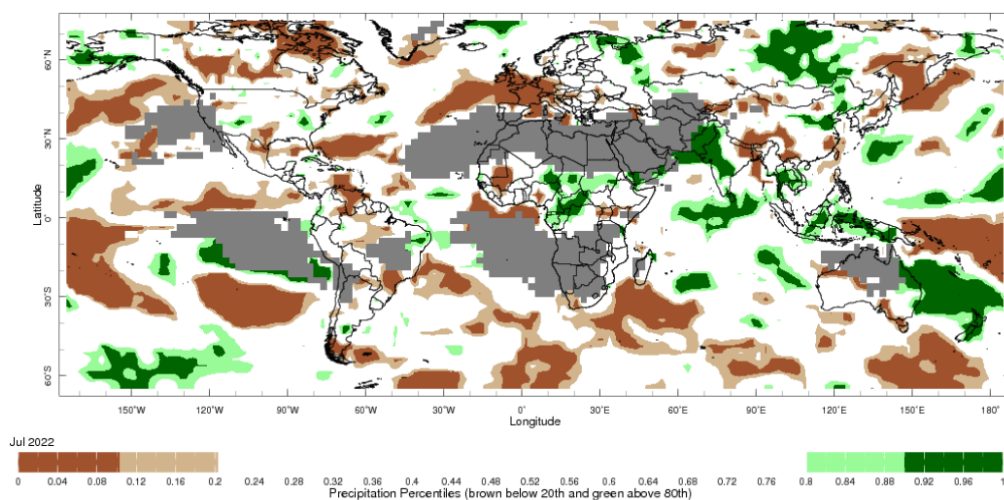 60°N
30°N
0°
30°S
60°S
Latitude
150°W 120°W 90°W 60°W 30°W 0° 30°E 60°E 90°E 120°E 150°E 180°
Longitude
Jul 2022
0 0.04 0.08 0.12 0.16 0.2 0.24 0.28 0.32 0.36 0.4 0.44 0.48 0.52 0.56 0.6 0.64 0.68 0.72 0.76 0.8 0.84 0.88 0.92 0.96 1
Precipitation Percentiles (brown below 20th and green above 80th)